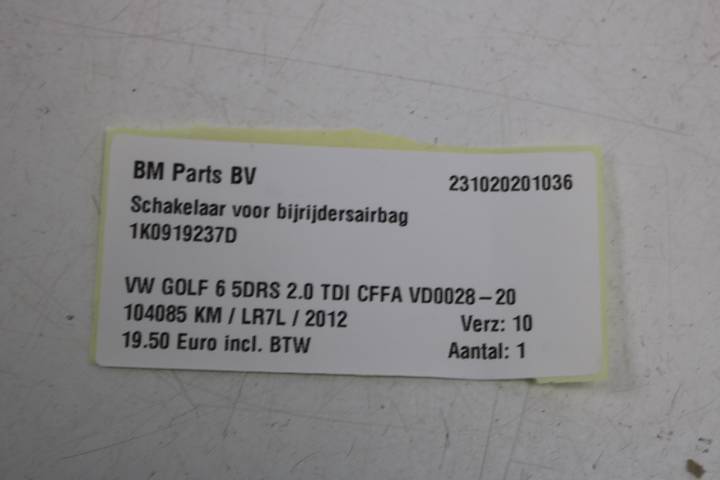 BM Parts BV 231020201036
Schakelaar voor bijrijdersairbag
1K0919237D
VW GOLF 6 5DRS 2.0 TDI CFFA VD0028-20
104085 KM / LR7L / 2012 Verz: 10
19.50 Euro incl. BTW Aantal: 1